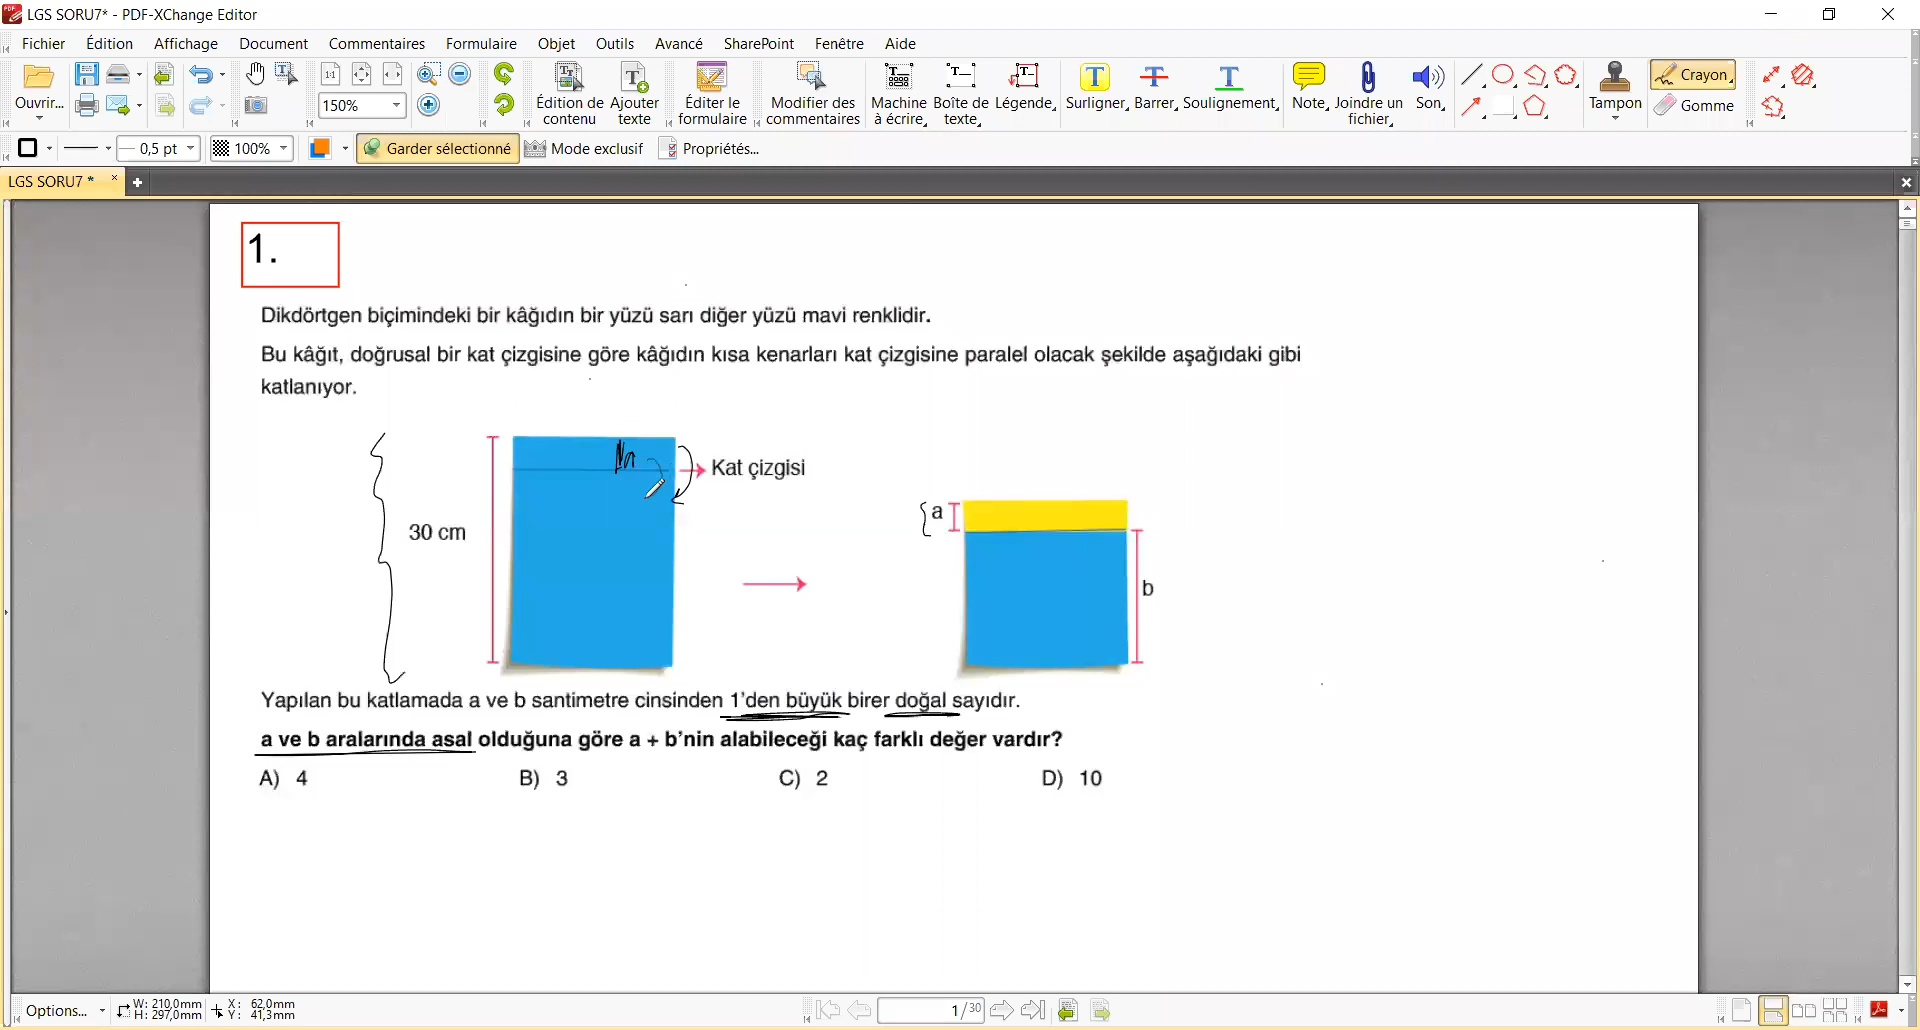 LGS SORU7* - PDF-XChange Editor
Fichier Édition Affichage Document Commentaires Formulaire Objet Outils Avancé SharePoint Fenêtre Aide
Ouvrir...
150%
Édition de contenu
Ajouter texte
Éditer le formulaire
Modifier des commentaires
Machine à écrire
Boîte de texte
Légende
Surligner
Barrer
Soulignement
Note
Joindre un fichier
Son
Tampon
Crayon
Gomme
0,5 pt 100% Garder sélectionné Mode exclusif Propriétés...
LGS SORU7 *
1.
Dikdörtgen biçimindeki bir kâğıdın bir yüzü sarı diğer yüzü mavi renklidir.
Bu kâğıt, doğrusal bir kat çizgisine göre kâğıdın kısa kenarları kat çizgisine paralel olacak şekilde aşağıdaki gibi
katlanıyor.
Kat çizgisi
30 cm
a
b
Yapılan bu katlamada a ve b santimetre cinsinden 1'den büyük birer doğal sayıdır.
a ve b aralarında asal olduğuna göre a + b'nin alabileceği kaç farklı değer vardır?
A) 4 B) 3 C) 2 D) 10
Options... W: 210,0mm X: 62,0mm
H: 297,0mm Y: 41,3mm
1 / 30